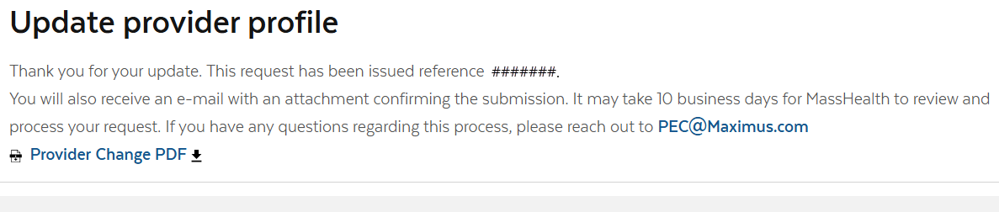 Update provider profile
Thank you for your update. This request has been issued reference #######.
You will also receive an e-mail with an attachment confirming the submission. It may take 10 business days for MassHealth to review and
process your request. If you have any questions regarding this process, please reach out to PEC@Maximus.com
Provider Change PDF